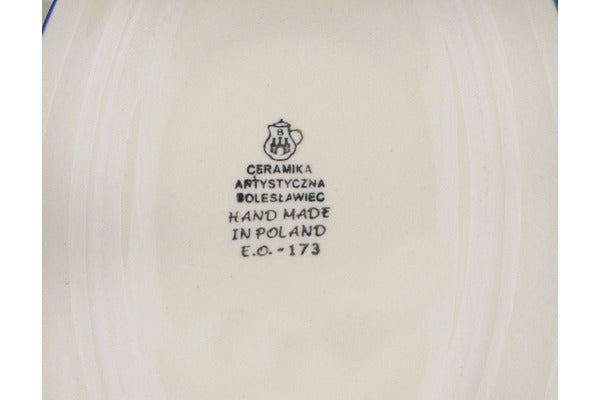 B
CERAMIKA
ARTYSTYCZNA
BOLESŁAWIEC
HAND MADE
IN POLAND
E.O. - 173